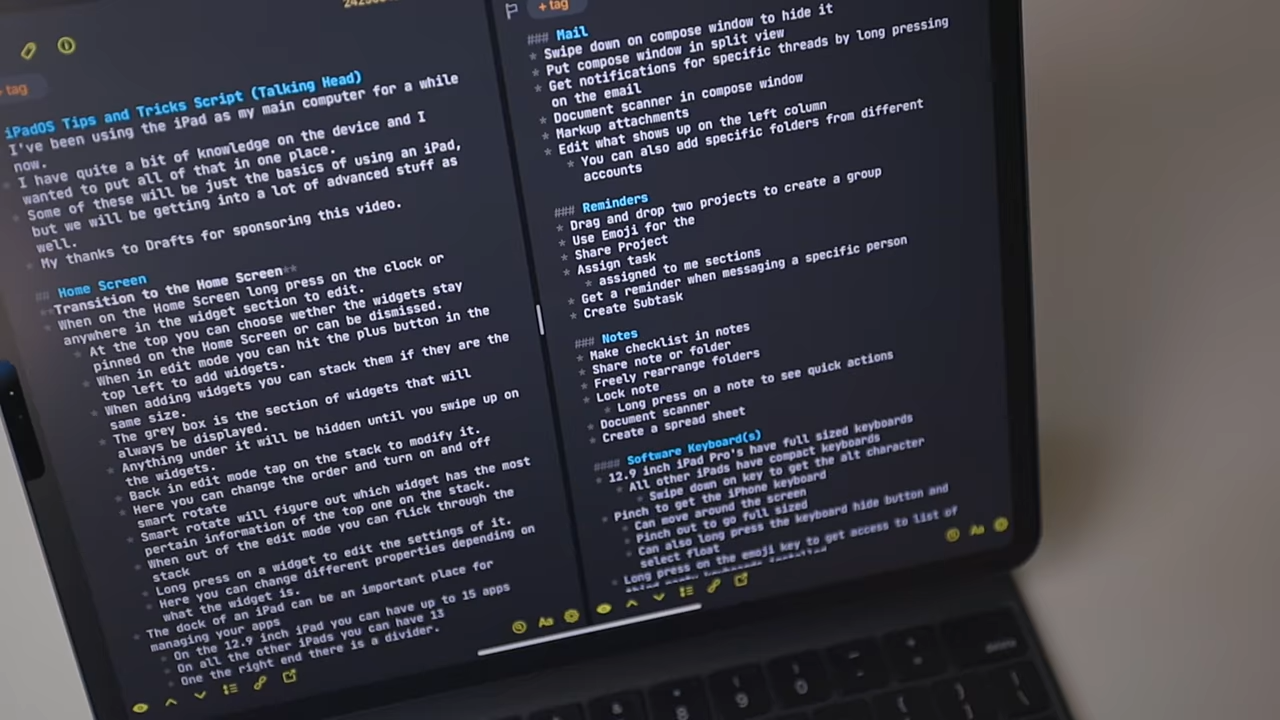 + tag
iPadOS Tips and Tricks Script (Talking Head)
I've been using the iPad as my main computer for a while
now.
* I have quite a bit of knowledge on the device and I
wanted to put all of that in one place.
* Some of these will be just the basics of using an iPad,
but we will be getting into a lot of advanced stuff as
well.
* My thanks to Drafts for sponsoring this video.
## Home Screen
**Transition to the Home Screen**
* When on the Home Screen long press on the clock or
anywhere in the widget section to edit.
* At the top you can choose wether the widgets stay
pinned on the Home Screen or can be dismissed.
* When in edit mode you can hit the plus button in the
top left to add widgets.
* When adding widgets you can stack them if they are the
same size.
* The grey box is the section of widgets that will
always be displayed.
* Anything under it will be hidden until you swipe up on
the widgets.
* Back in edit mode tap on the stack to modify it.
* Here you can change the order and turn on and off
smart rotate
* Smart rotate will figure out which widget has the most
pertain information of the top one on the stack.
* When out of the edit mode you can flick through the
stack
* Long press on a widget to edit the settings of it.
* Here you can change different properties depending on
what the widget is.
* The dock of an iPad can be an important place for
managing your apps
* On the 12.9 inch iPad you can have up to 15 apps
* On all the other iPads you can have 13
* One the right end there is a divider.
Aa
+ tag
### Mail
* Swipe down on compose window to hide it
* Put compose window in split view
* Get notifications for specific threads by long pressing
on the email
* Document scanner in compose window
* Markup attachments
* Edit what shows up on the left column
* You can also add specific folders from different
accounts
### Reminders
* Drag and drop two projects to create a group
* Use Emoji for the
* Share Project
* Assign task
* assigned to me sections
* Get a reminder when messaging a specific person
* Create Subtask
### Notes
* Make checklist in notes
* Share note or folder
* Freely rearrange folders
* Lock note
* Long press on a note to see quick actions
* Document scanner
* Create a spread sheet
#### Software Keyboard(s)
* 12.9 inch iPad Pro's have full sized keyboards
* All other iPads have compact keyboards
* Swipe down on key to get the alt character
* Pinch to get the iPhone keyboard
* Can move around the screen
* Pinch out to go full sized
* Can also long press the keyboard hide button and
select float
* Long press on the emoji key to get access to list of
Aa
8
9
0